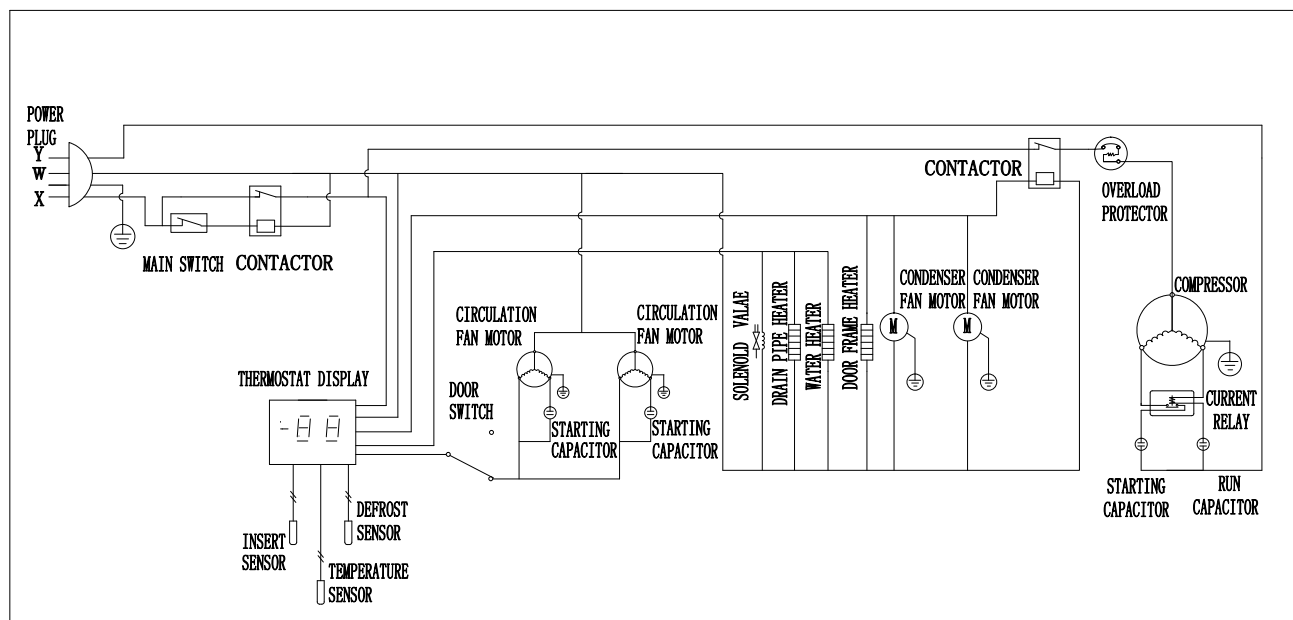 POWER
PLUG
Y
W
X
MAIN SWITCH
CONTACTOR
CONTACTOR
OVERLOAD
PROTECTOR
COMPRESSOR
CURRENT
RELAY
STARTING
CAPACITOR
RUN
CAPACITOR
CIRCULATION
FAN MOTOR
CIRCULATION
FAN MOTOR
STARTING
CAPACITOR
STARTING
CAPACITOR
SOLENOLD VALAE
DRAIN PIPE HEATER
WATER HEATER
DOOR FRAME HEATER
CONDENSER
FAN MOTOR
M
CONDENSER
FAN MOTOR
M
THERMOSTAT DISPLAY
-88
DOOR
SWITCH
INSERT
SENSOR
TEMPERATURE
SENSOR
DEFROST
SENSOR